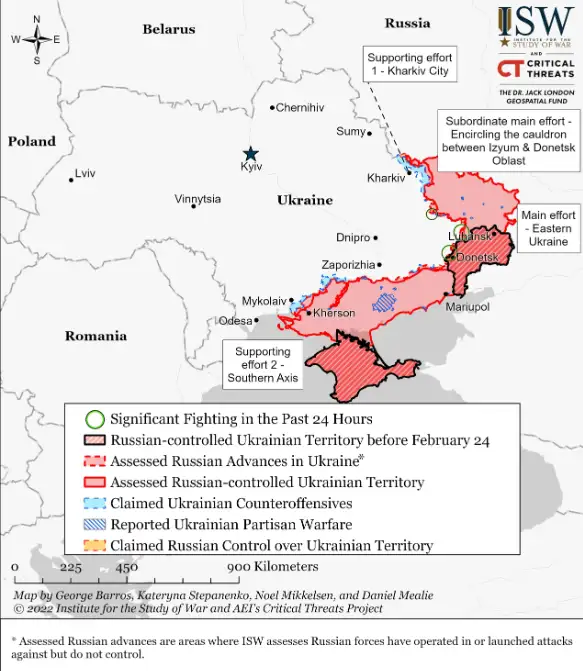 N
W E
S
Belarus
Russia
ISW
INSTITUTE FOR THE
STUDY OF WAR
AND
CT CRITICAL
THREATS
THE DR. JACK LONDON
GEOSPATIAL FUND
Supporting effort
1 - Kharkiv City
Chernihiv
Subordinate main effort -
Encircling the cauldron
between Izyum & Donetsk
Oblast
Sumy
Poland
Kyiv
Lviv
Kharkiv
Vinnytsia
Ukraine
Main effort
- Eastern
Ukraine
Dnipro
Luhansk
Donetsk
Zaporizhia
Mykolaiv
Mariupol
Kherson
Odesa
Romania
Supporting
effort 2 -
Southern Axis
Significant Fighting in the Past 24 Hours
Russian-controlled Ukrainian Territory before February 24
Assessed Russian Advances in Ukraine*
Assessed Russian-controlled Ukrainian Territory
Claimed Ukrainian Counteroffensives
Reported Ukrainian Partisan Warfare
Claimed Russian Control over Ukrainian Territory
0 225 450 900 Kilometers
Map by George Barros, Kateryna Stepanenko, Noel Mikkelsen, and Daniel Mealie
© 2022 Institute for the Study of War and AEI's Critical Threats Project
* Assessed Russian advances are areas where ISW assesses Russian forces have operated in or launched attacks
against but do not control.